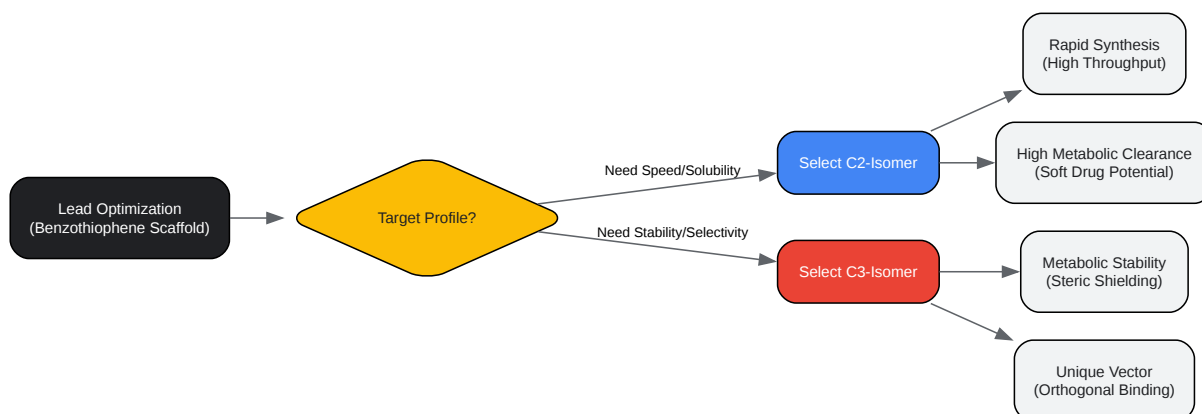 Rapid Synthesis
(High Throughput)
Need Speed/Solubility
Select C2-Isomer
High Metabolic Clearance
(Soft Drug Potential)
Lead Optimization
(Benzothiophene Scaffold)
Target Profile?
Need Stability/Selectivity
Select C3-Isomer
Metabolic Stability
(Steric Shielding)
Unique Vector
(Orthogonal Binding)